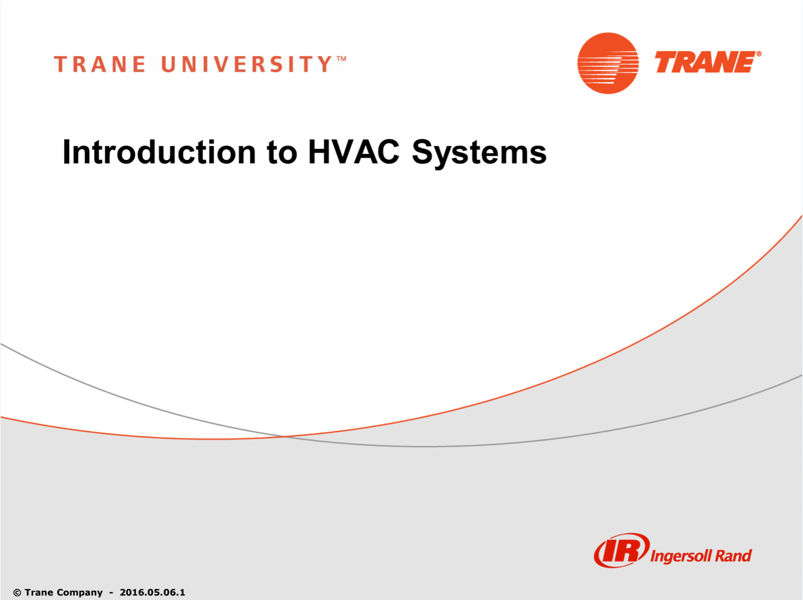 TRANE UNIVERSITY™
TRANE®
Introduction to HVAC Systems
IR Ingersoll Rand
© Trane Company - 2016.05.06.1